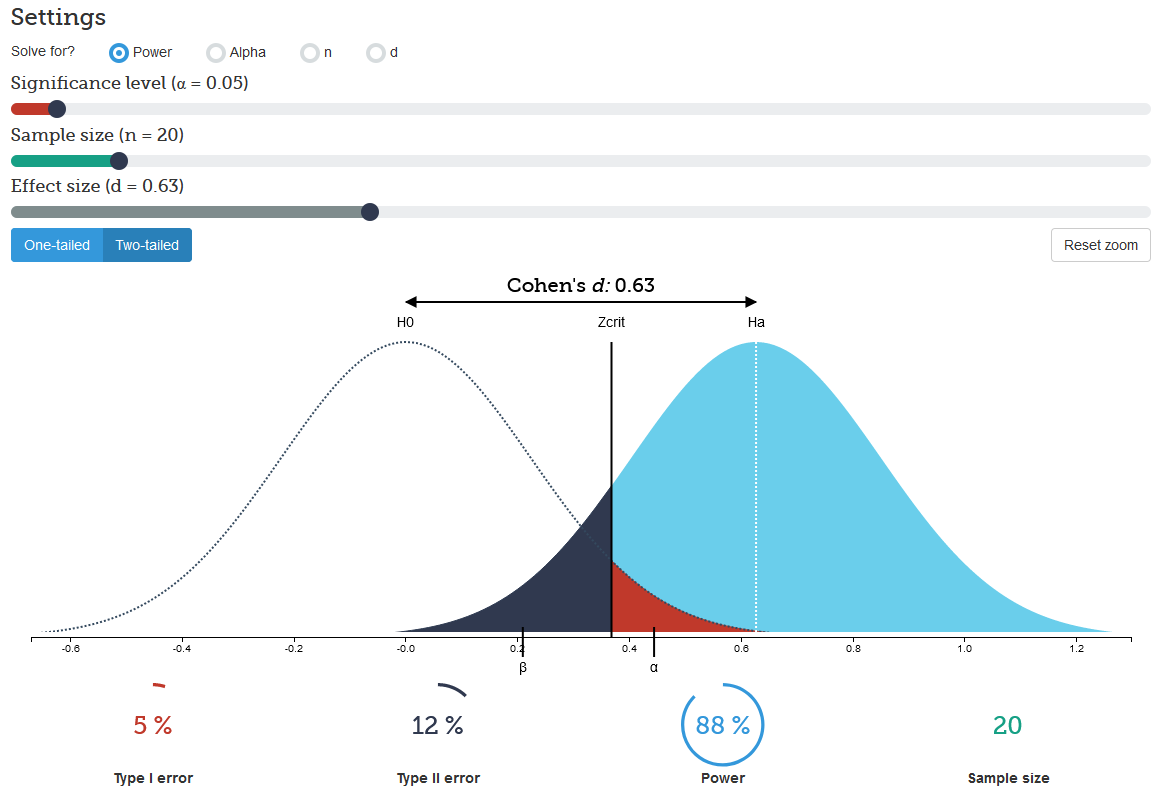 Settings
Solve for? Power Alpha n d
Significance level (α = 0.05)
Sample size (n = 20)
Effect size (d = 0.63)
One-tailed Two-tailed Reset zoom
Cohen's d: 0.63
H0 Zcrit Ha
-0.6 -0.4 -0.2 -0.0 0.2 0.4 0.6 0.8 1.0 1.2
β α
5 % 12 % 88 % 20
Type I error Type II error Power Sample size